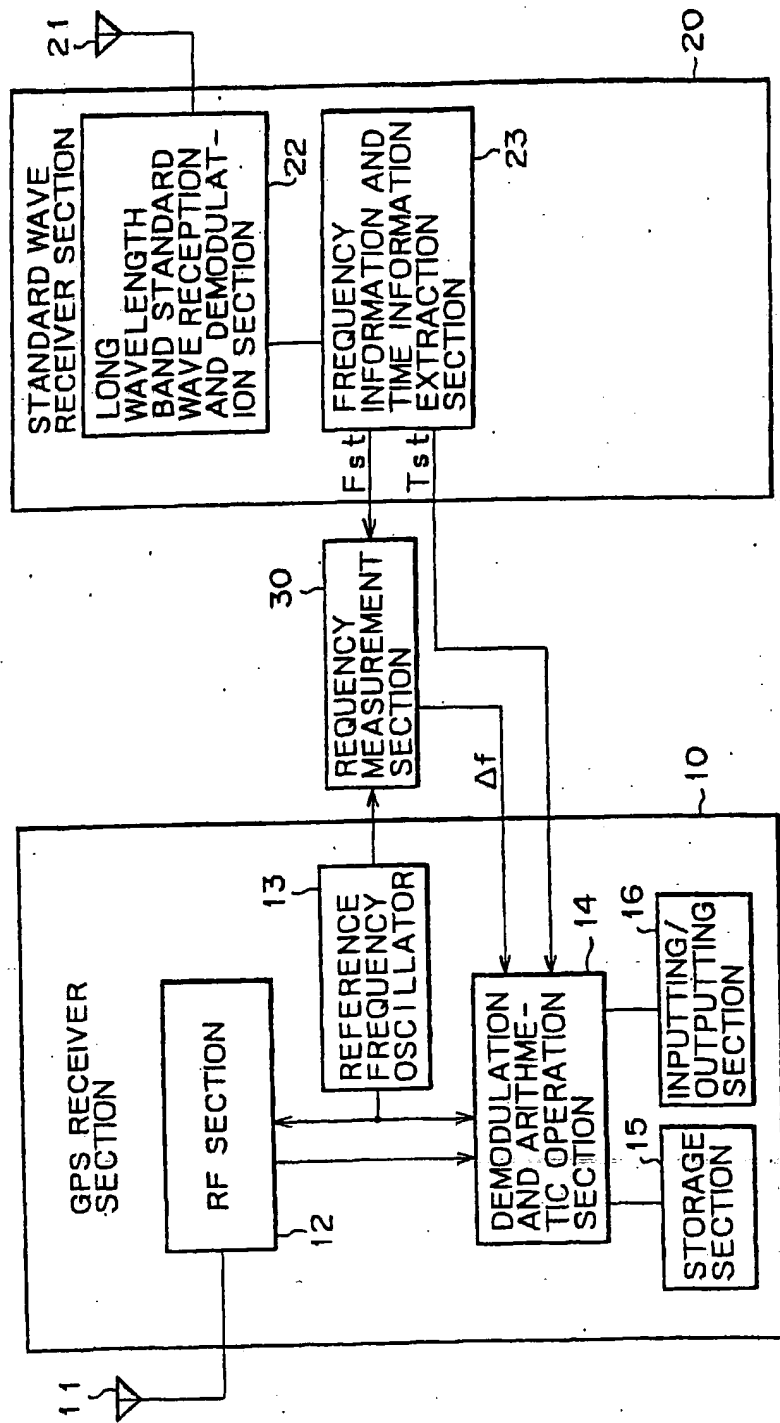 11
GPS RECEIVER
SECTION
RF SECTION
12
REFERENCE
FREQUENCY
OSCILLATOR
13
DEMODULATION
AND ARITHME-
TIC OPERATION
SECTION
14
STORAGE
SECTION
15
INPUTTING/
OUTPUTTING
SECTION
16
10
REQUENCY
MEASUREMENT
SECTION
30
Δf
Fst
Tst
STANDARD WAVE
RECEIVER SECTION
LONG
WAVELENGTH
BAND STANDARD
WAVE RECEPTION
AND DEMODULAT-
ION SECTION
22
FREQUENCY
INFORMATION AND
TIME INFORMATION
EXTRACTION
SECTION
23
20
21